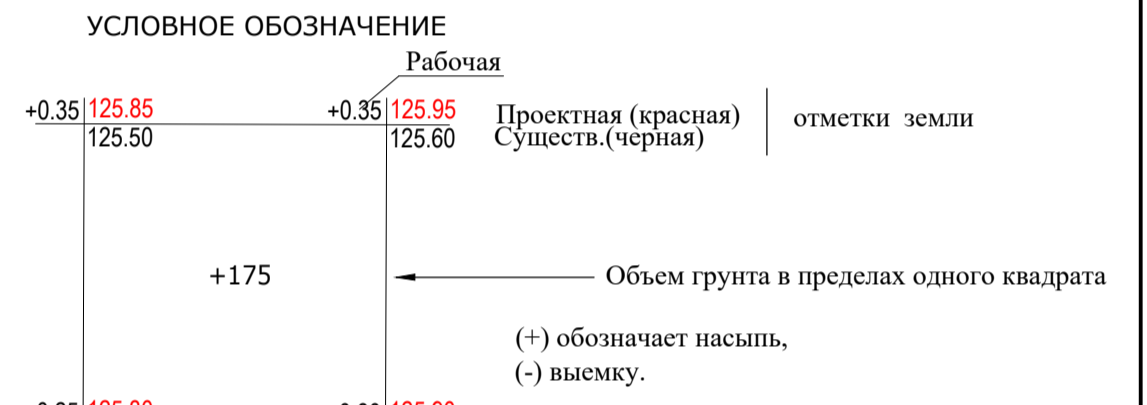 УСЛОВНОЕ ОБОЗНАЧЕНИЕ
Рабочая
+0.35 125.85 +0.35 125.95 Проектная (красная)
125.50 125.60 Существ.(черная)
отметки земли
+175 Объем грунта в пределах одного квадрата
(+) обозначает насыпь,
(-) выемку.